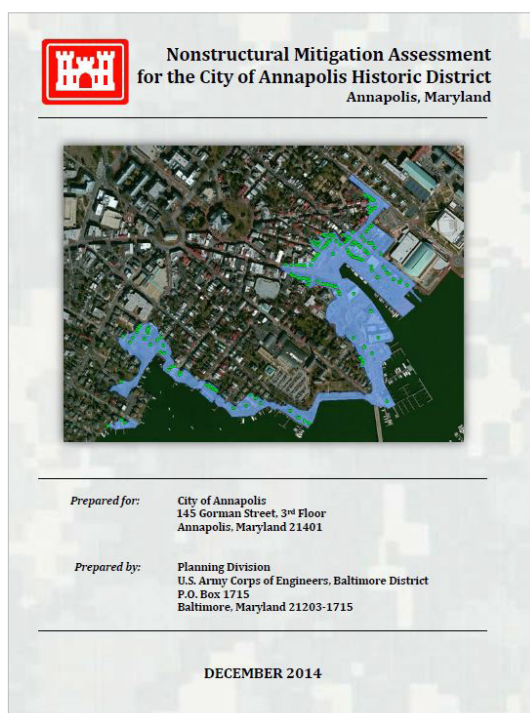 Nonstructural Mitigation Assessment
for the City of Annapolis Historic District
Annapolis, Maryland
Prepared for:
City of Annapolis
145 Gorman Street, 3rd Floor
Annapolis, Maryland 21401
Prepared by:
Planning Division
U.S. Army Corps of Engineers, Baltimore District
P.O. Box 1715
Baltimore, Maryland 21203-1715
DECEMBER 2014